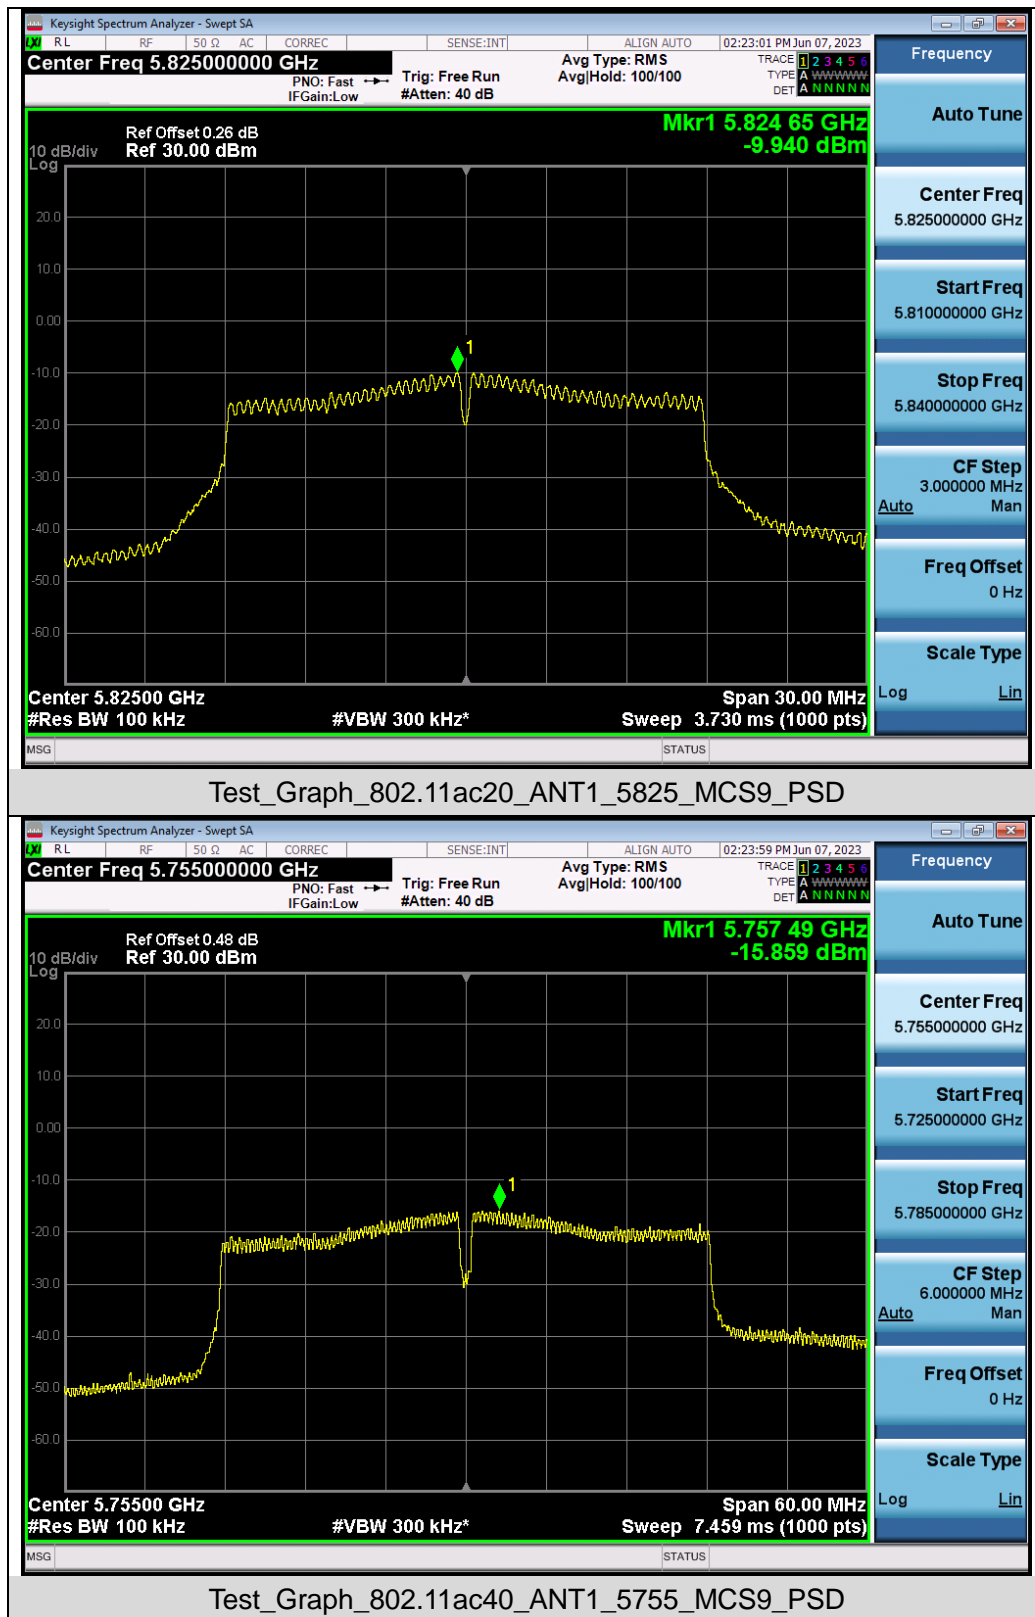 Keysight Spectrum Analyzer - Swept SA
LXI RL RF 50 Ω AC CORREC SENSE:INT ALIGN AUTO 02:23:01 PM Jun 07, 2023
Center Freq 5.825000000 GHz
PNO: Fast
IFGain:Low
Trig: Free Run
#Atten: 40 dB
Avg Type: RMS
Avg|Hold: 100/100
TRACE 1 2 3 4 5 6
TYPE A WWWWW
DET A N N N N N
Ref Offset 0.26 dB
Ref 30.00 dBm
10 dB/div
Log
Mkr1 5.824 65 GHz
-9.940 dBm
20.0
10.0
0.00
-10.0
-20.0
-30.0
-40.0
-50.0
-60.0
1
Center 5.82500 GHz
Span 30.00 MHz
#Res BW 100 kHz
#VBW 300 kHz*
Sweep 3.730 ms (1000 pts)
MSG
STATUS
Frequency
Auto Tune
Center Freq
5.825000000 GHz
Start Freq
5.810000000 GHz
Stop Freq
5.840000000 GHz
CF Step
3.000000 MHz
Auto Man
Freq Offset
0 Hz
Scale Type
Log Lin
Test_Graph_802.11ac20_ANT1_5825_MCS9_PSD
Keysight Spectrum Analyzer - Swept SA
LXI RL RF 50 Ω AC CORREC SENSE:INT ALIGN AUTO 02:23:59 PM Jun 07, 2023
Center Freq 5.755000000 GHz
PNO: Fast
IFGain:Low
Trig: Free Run
#Atten: 40 dB
Avg Type: RMS
Avg|Hold: 100/100
TRACE 1 2 3 4 5 6
TYPE A WWWWW
DET A N N N N N
Ref Offset 0.48 dB
Ref 30.00 dBm
10 dB/div
Log
Mkr1 5.757 49 GHz
-15.859 dBm
20.0
10.0
0.00
-10.0
-20.0
-30.0
-40.0
-50.0
-60.0
1
Center 5.75500 GHz
Span 60.00 MHz
#Res BW 100 kHz
#VBW 300 kHz*
Sweep 7.459 ms (1000 pts)
MSG
STATUS
Frequency
Auto Tune
Center Freq
5.755000000 GHz
Start Freq
5.725000000 GHz
Stop Freq
5.785000000 GHz
CF Step
6.000000 MHz
Auto Man
Freq Offset
0 Hz
Scale Type
Log Lin
Test_Graph_802.11ac40_ANT1_5755_MCS9_PSD